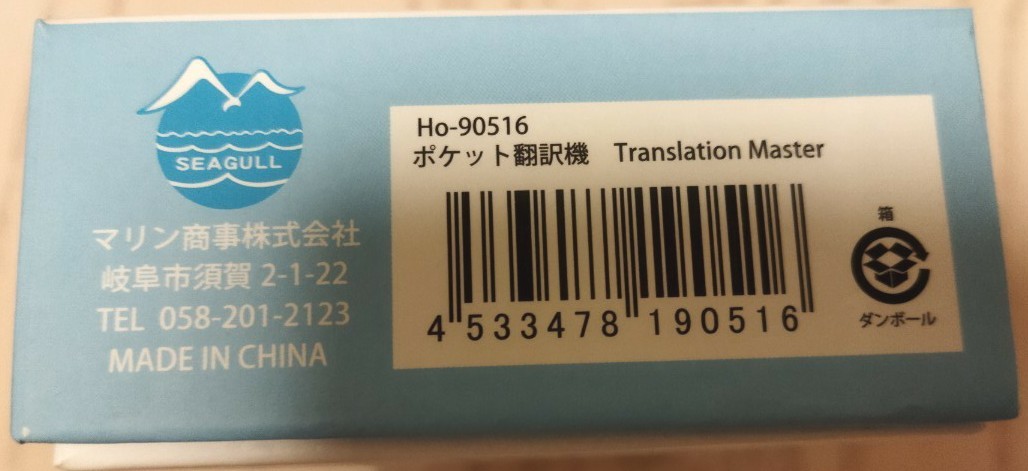 SEAGULL
マリン商事株式会社
岐阜市須賀 2-1-22
TEL 058-201-2123
MADE IN CHINA
Ho-90516
ポケット翻訳機 Translation Master
4 533478 190516
箱
ダンボール